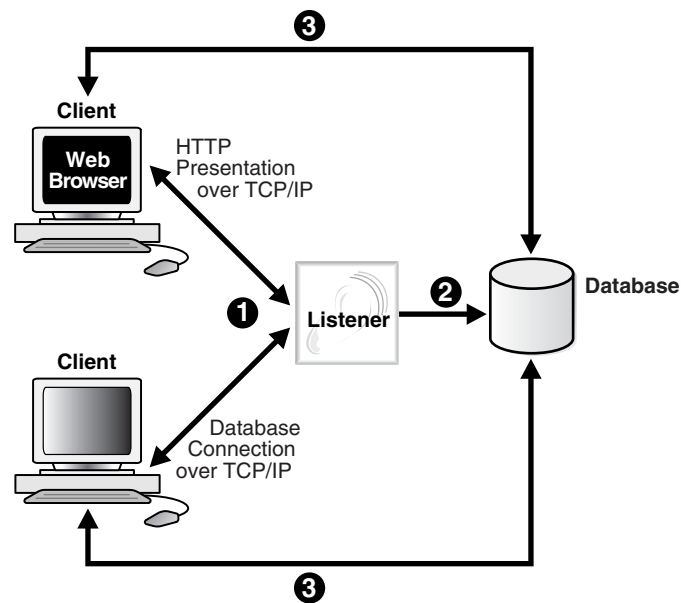 3
Client
Web
Browser
HTTP
Presentation
over TCP/IP
1
Listener
2
Database
Client
Database
Connection
over TCP/IP
3